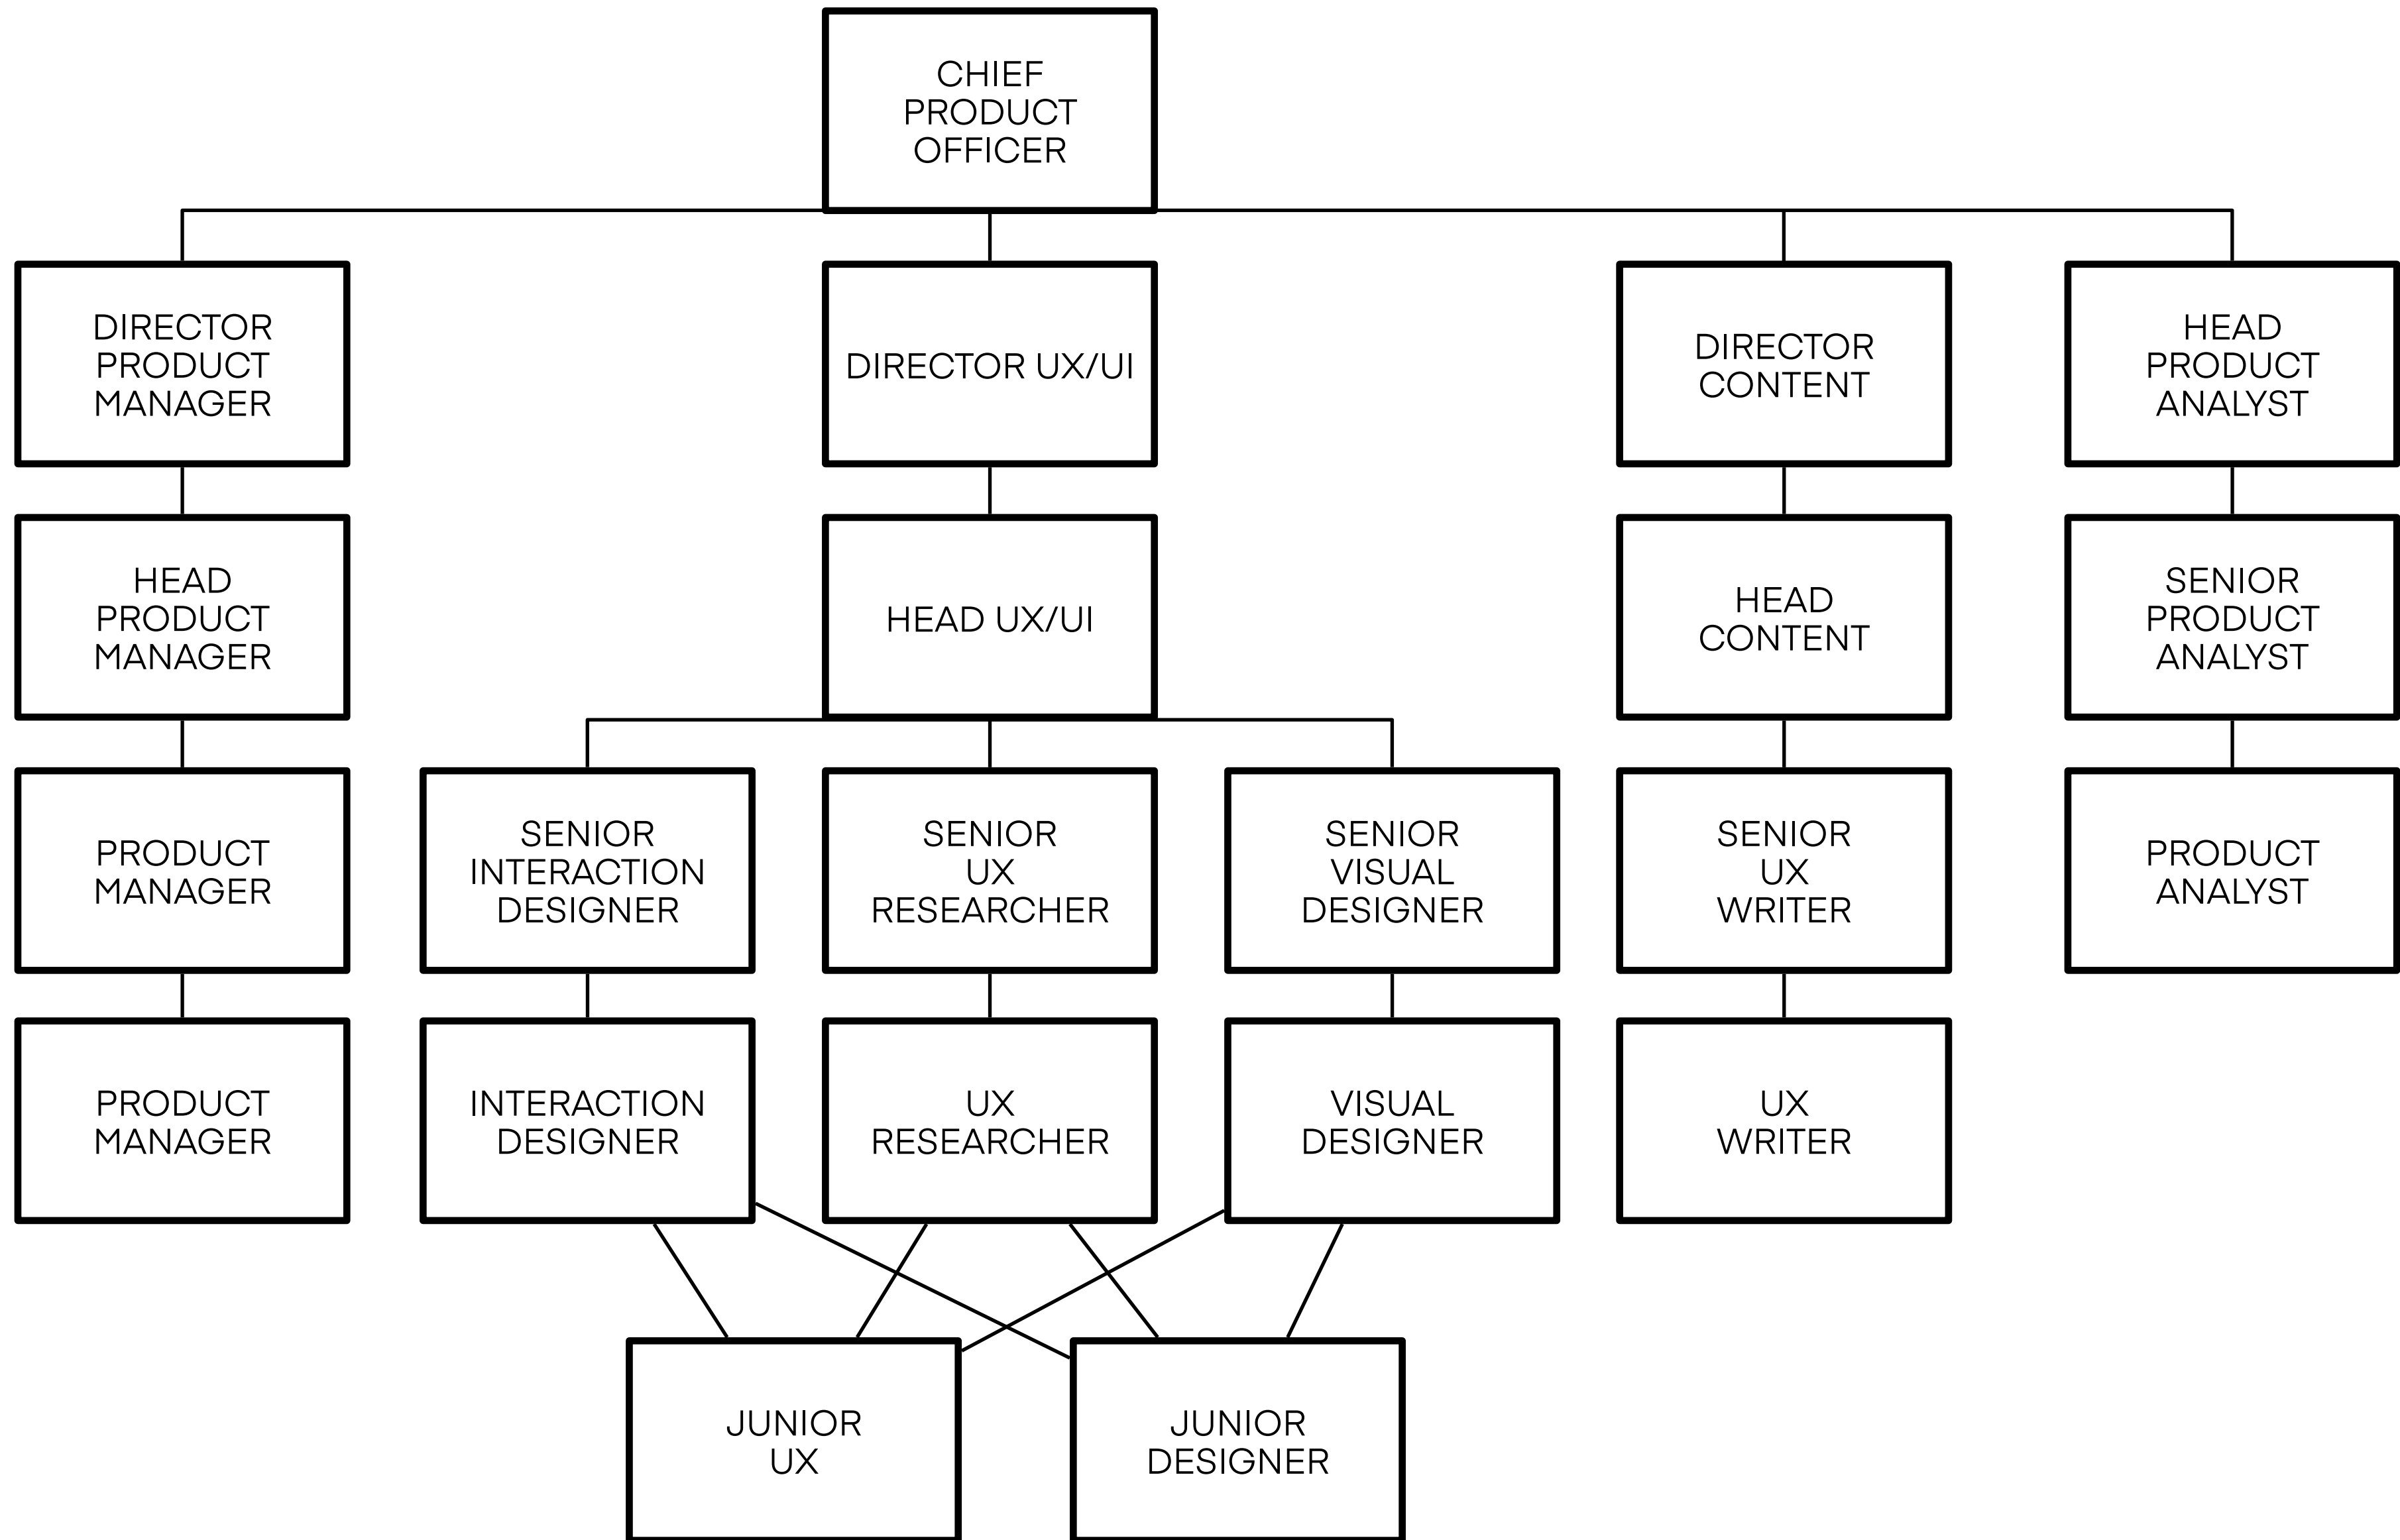 CHIEF
PRODUCT
OFFICER
DIRECTOR
PRODUCT
MANAGER
DIRECTOR UX/UI
DIRECTOR
CONTENT
HEAD
PRODUCT
ANALYST
HEAD
PRODUCT
MANAGER
HEAD UX/UI
HEAD
CONTENT
SENIOR
PRODUCT
ANALYST
PRODUCT
MANAGER
SENIOR
INTERACTION
DESIGNER
SENIOR
UX
RESEARCHER
SENIOR
VISUAL
DESIGNER
SENIOR
UX
WRITER
PRODUCT
ANALYST
PRODUCT
MANAGER
INTERACTION
DESIGNER
UX
RESEARCHER
VISUAL
DESIGNER
UX
WRITER
JUNIOR
UX
JUNIOR
DESIGNER